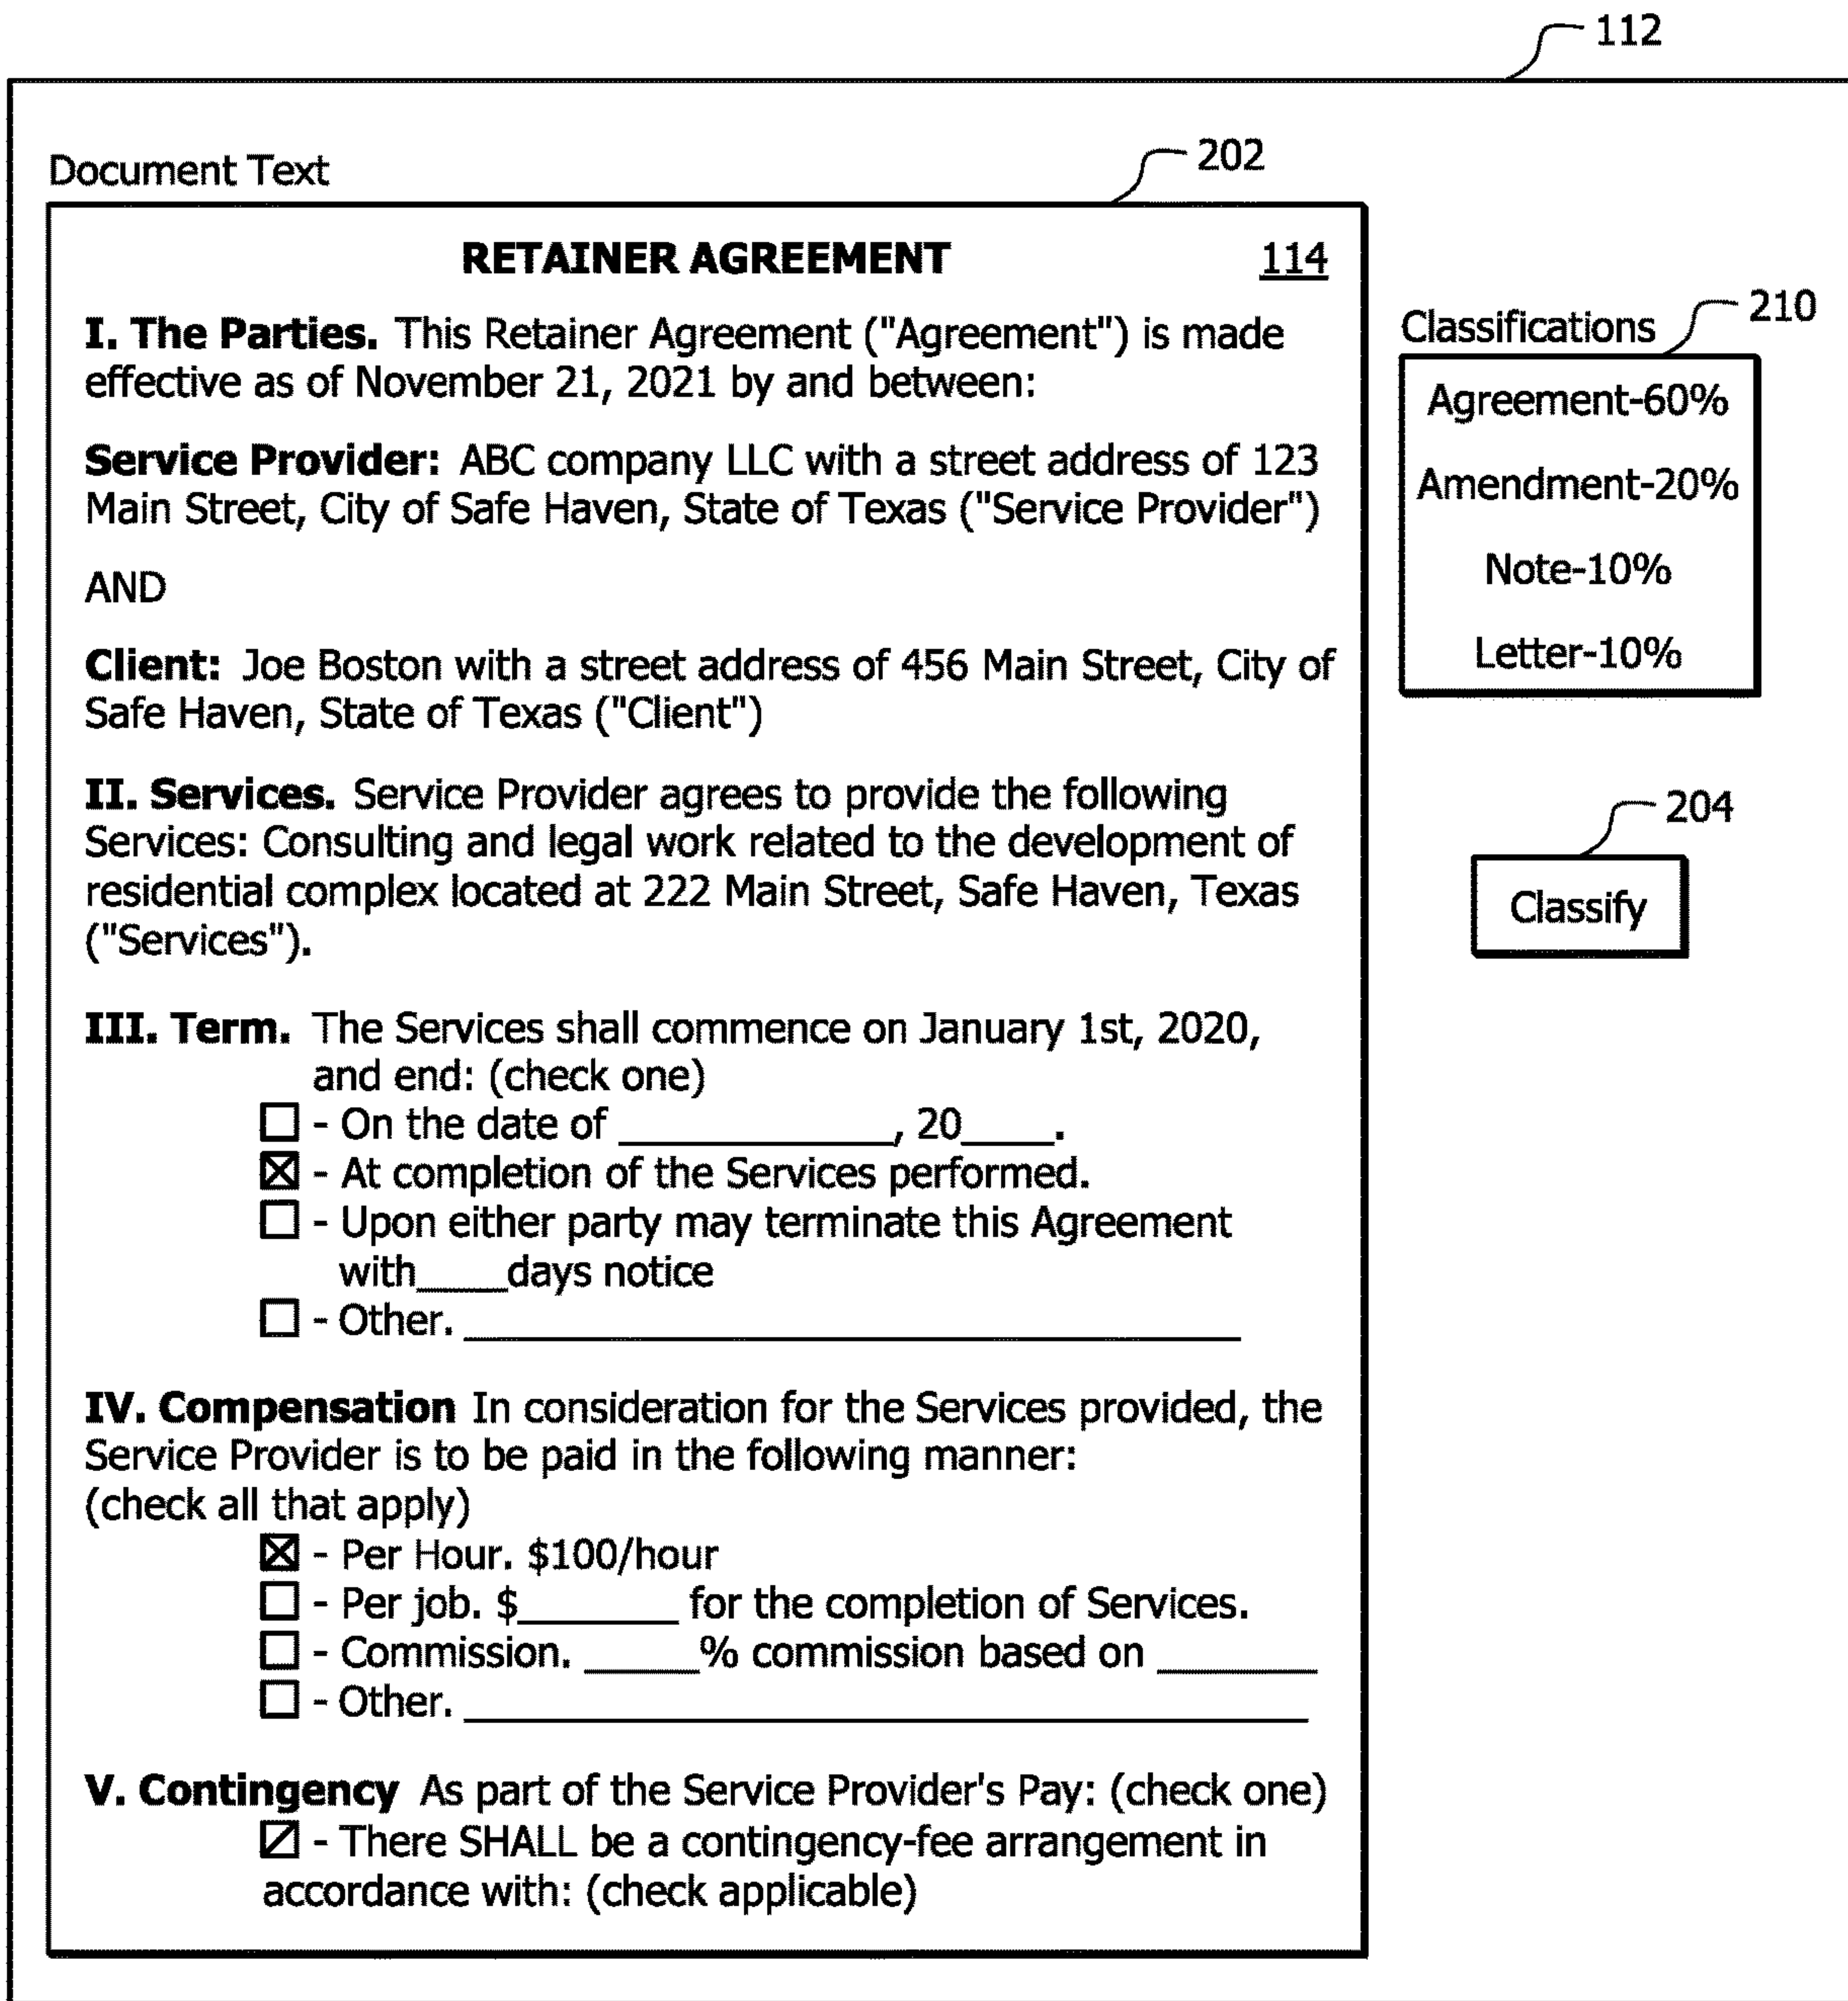 112
Document Text
202
RETAINER AGREEMENT
114
I. The Parties. This Retainer Agreement ("Agreement") is made
effective as of November 21, 2021 by and between:
Service Provider: ABC company LLC with a street address of 123
Main Street, City of Safe Haven, State of Texas ("Service Provider")
AND
Client: Joe Boston with a street address of 456 Main Street, City of
Safe Haven, State of Texas ("Client")
II. Services. Service Provider agrees to provide the following
Services: Consulting and legal work related to the development of
residential complex located at 222 Main Street, Safe Haven, Texas
("Services").
III. Term. The Services shall commence on January 1st, 2020,
and end: (check one)
☐ - On the date of _____________, 20____.
☒ - At completion of the Services performed.
☐ - Upon either party may terminate this Agreement
with____days notice
☐ - Other. __________________________________
IV. Compensation In consideration for the Services provided, the
Service Provider is to be paid in the following manner:
(check all that apply)
☒ - Per Hour. $100/hour
☐ - Per job. $_______ for the completion of Services.
☐ - Commission. _____% commission based on _______
☐ - Other. _____________________________________
V. Contingency As part of the Service Provider's Pay: (check one)
☑ - There SHALL be a contingency-fee arrangement in
accordance with: (check applicable)
210
Classifications
Agreement-60%
Amendment-20%
Note-10%
Letter-10%
204
Classify